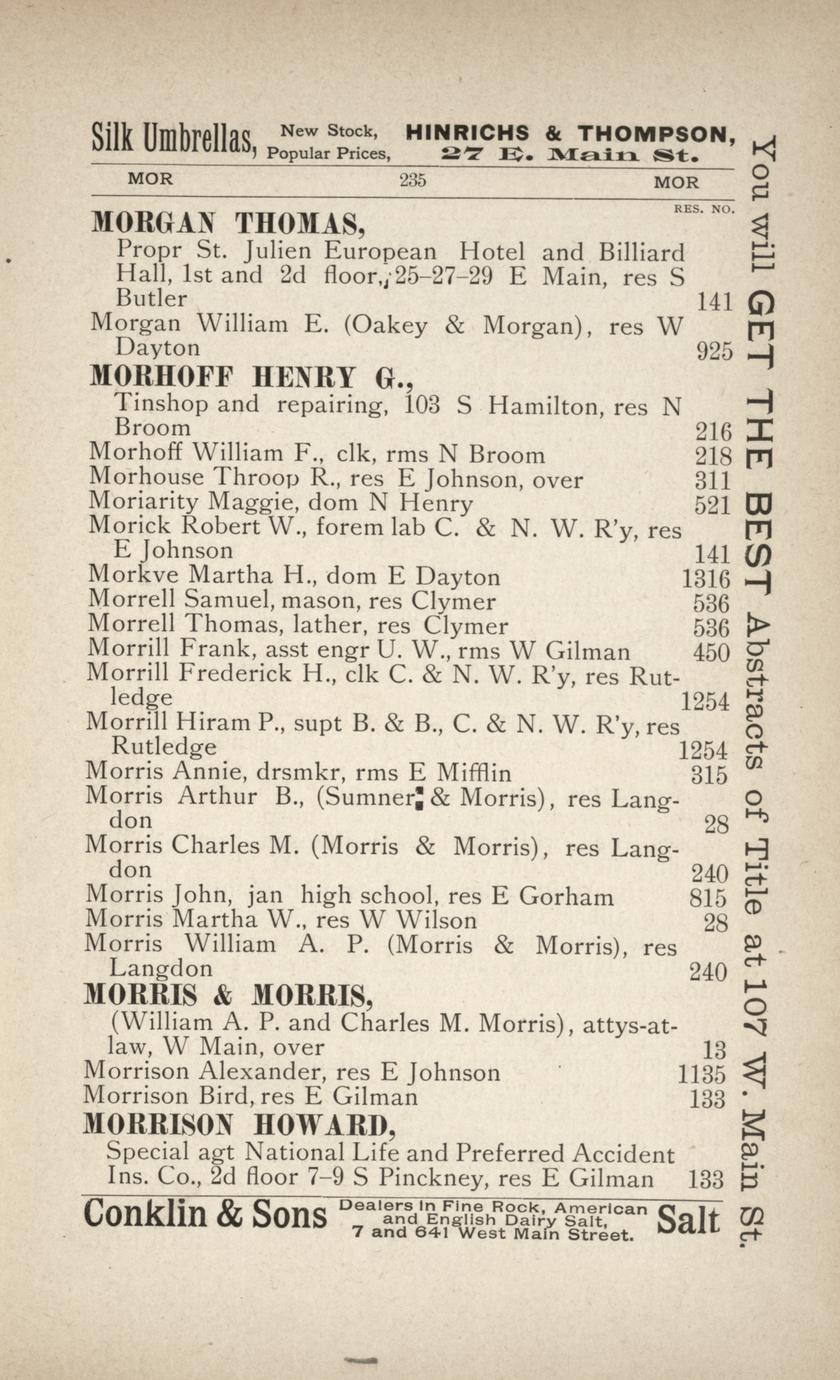 Silk Umbrellas, New Stock, Popular Prices, HINRICHS & THOMPSON, 27 E. Main St.
MOR 235 MOR
RES. NO.
MORGAN THOMAS,
Propr St. Julien European Hotel and Billiard
Hall, 1st and 2d floor, 25–27–29 E Main, res S
Butler 141
Morgan William E. (Oakey & Morgan), res W
Dayton 925
MORHOFF HENRY G.,
Tinshop and repairing, 103 S Hamilton, res N
Broom 216
Morhoff William F., clk, rms N Broom 218
Morhouse Throop R., res E Johnson, over 311
Moriarity Maggie, dom N Henry 521
Morick Robert W., forem lab C. & N. W. R'y, res
E Johnson 141
Morkve Martha H., dom E Dayton 1316
Morrell Samuel, mason, res Clymer 536
Morrell Thomas, lather, res Clymer 536
Morrill Frank, asst engr U. W., rms W Gilman 450
Morrill Frederick H., clk C. & N. W. R'y, res Rut-
ledge 1254
Morrill Hiram P., supt B. & B., C. & N. W. R'y, res
Rutledge 1254
Morris Annie, drsmkr, rms E Mifflin 315
Morris Arthur B., (Sumner & Morris), res Lang-
don 28
Morris Charles M. (Morris & Morris), res Lang-
don 240
Morris John, jan high school, res E Gorham 815
Morris Martha W., res W Wilson 28
Morris William A. P. (Morris & Morris), res
Langdon 240
MORRIS & MORRIS,
(William A. P. and Charles M. Morris), attys-at-
law, W Main, over 13
Morrison Alexander, res E Johnson 1135
Morrison Bird, res E Gilman 133
MORRISON HOWARD,
Special agt National Life and Preferred Accident
Ins. Co., 2d floor 7–9 S Pinckney, res E Gilman 133
Conklin & Sons Dealers in Fine Rock, American and English Dairy Salt, 7 and 641 West Main Street. Salt
You will GET THE BEST Abstracts of Title at 107 W. Main St.